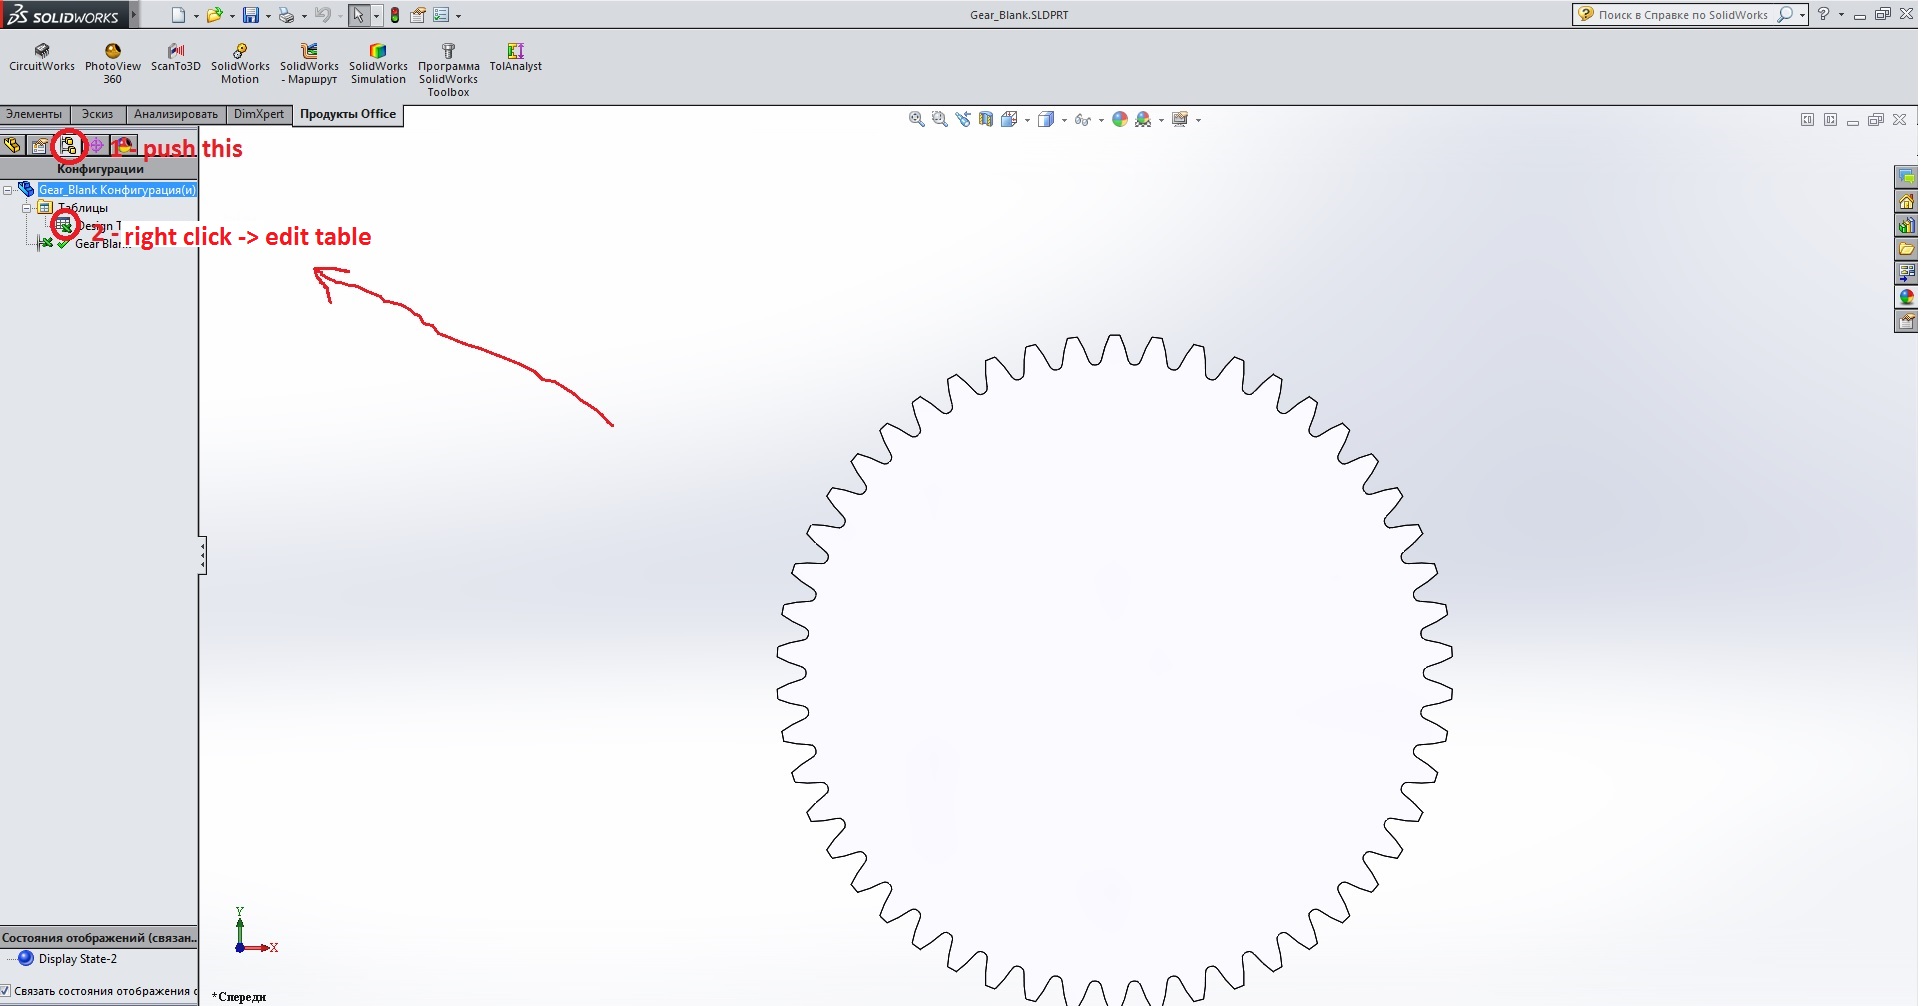 SOLIDWORKS
Gear_Blank.SLDPRT
Поиск в Справке по SolidWorks
CircuitWorks
PhotoView
360
ScanTo3D
SolidWorks
Motion
SolidWorks
- Маршрут
SolidWorks
Simulation
Программа
SolidWorks
Toolbox
TolAnalyst
Элементы
Эскиз
Анализировать
DimXpert
Продукты Office
1 - push this
Конфигурации
Gear_Blank Конфигурация(и)
Таблицы
Design T
2 - right click -> edit table
Gear Blan
Y
X
*Спереди
Состояния отображений (связан..
Display State-2
Связать состояния отображения с